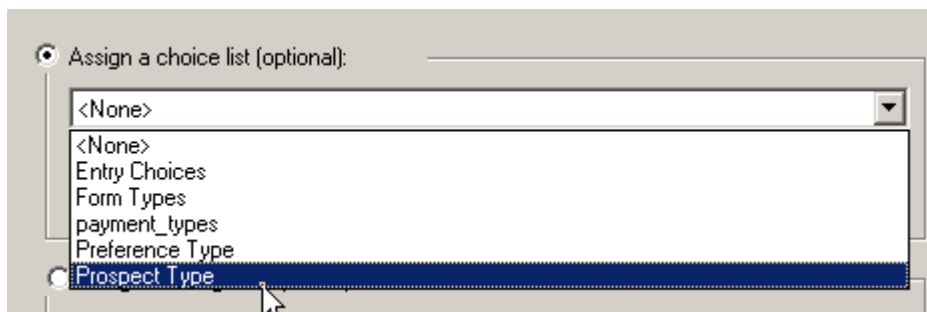 Assign a choice list (optional):
<None>
<None>
Entry Choices
Form Types
payment_types
Preference Type
Prospect Type